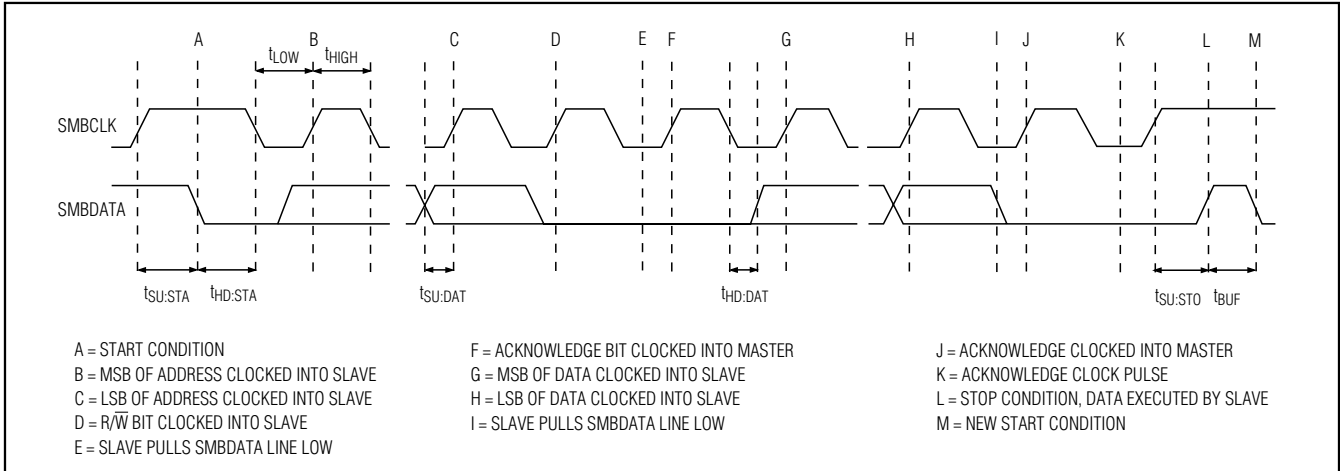 A B C D E F G H I J K L M
tLOW tHIGH
SMBCLK
SMBDATA
tSU:STA tHD:STA tSU:DAT tHD:DAT tSU:STO tBUF
A = START CONDITION
B = MSB OF ADDRESS CLOCKED INTO SLAVE
C = LSB OF ADDRESS CLOCKED INTO SLAVE
D = R/W̅ BIT CLOCKED INTO SLAVE
E = SLAVE PULLS SMBDATA LINE LOW
F = ACKNOWLEDGE BIT CLOCKED INTO MASTER
G = MSB OF DATA CLOCKED INTO SLAVE
H = LSB OF DATA CLOCKED INTO SLAVE
I = SLAVE PULLS SMBDATA LINE LOW
J = ACKNOWLEDGE CLOCKED INTO MASTER
K = ACKNOWLEDGE CLOCK PULSE
L = STOP CONDITION, DATA EXECUTED BY SLAVE
M = NEW START CONDITION